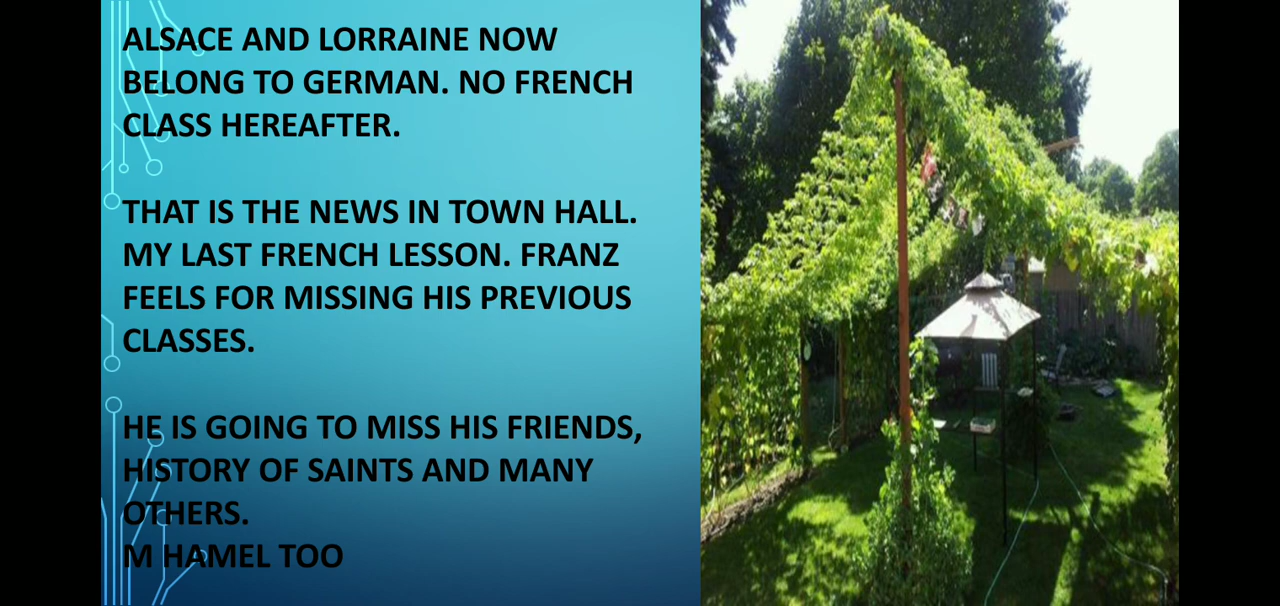 ALSACE AND LORRAINE NOW
BELONG TO GERMAN. NO FRENCH
CLASS HEREAFTER.
THAT IS THE NEWS IN TOWN HALL.
MY LAST FRENCH LESSON. FRANZ
FEELS FOR MISSING HIS PREVIOUS
CLASSES.
HE IS GOING TO MISS HIS FRIENDS,
HISTORY OF SAINTS AND MANY
OTHERS.
M HAMEL TOO